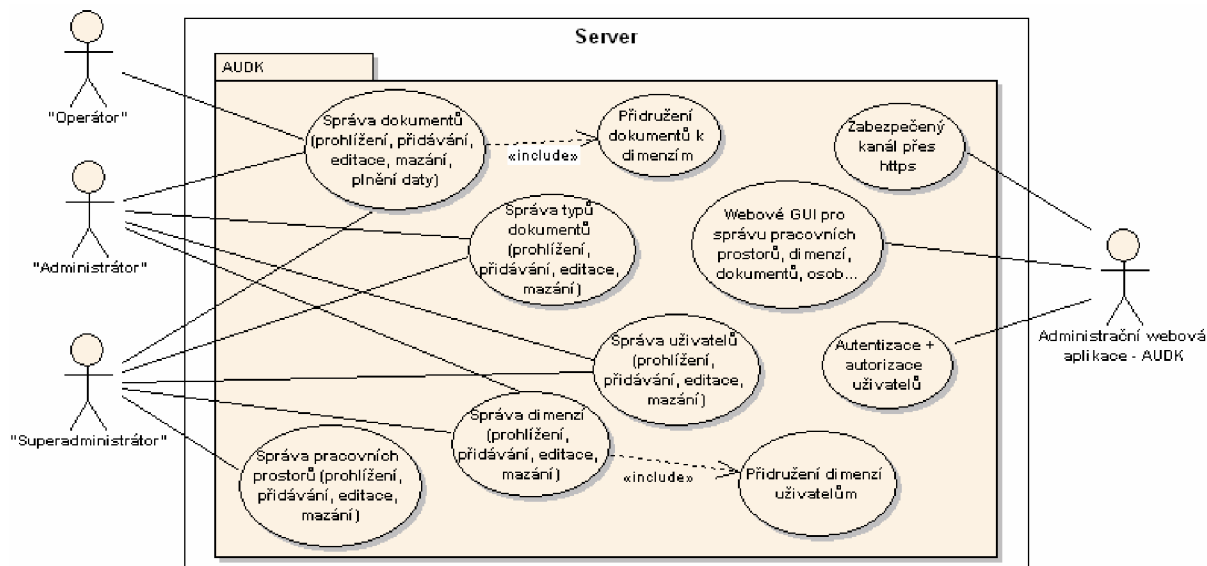 Server
AUDK
"Operátor"
Správa dokumentů
(prohlížení, přidávání,
editace, mazání,
plnění daty)
«include»
Přidružení
dokumentů k
dimenzím
Zabezpečený
kanál přes
https
"Administrátor"
Správa typů
dokumentů
(prohlížení,
přidávání, editace,
mazání)
Webové GUI pro
správu pracovních
prostorů, dimenzí,
dokumentů, osob...
Administrační webová
aplikace - AUDK
Správa uživatelů
(prohlížení,
přidávání, editace,
mazání)
Autentizace +
autorizace
uživatelů
"Superadministrátor"
Správa dimenzí
(prohlížení,
přidávání, editace,
mazání)
«include»
Přidružení dimenzí
uživatelům
Správa pracovních
prostorů (prohlížení,
přidávání, editace,
mazání)